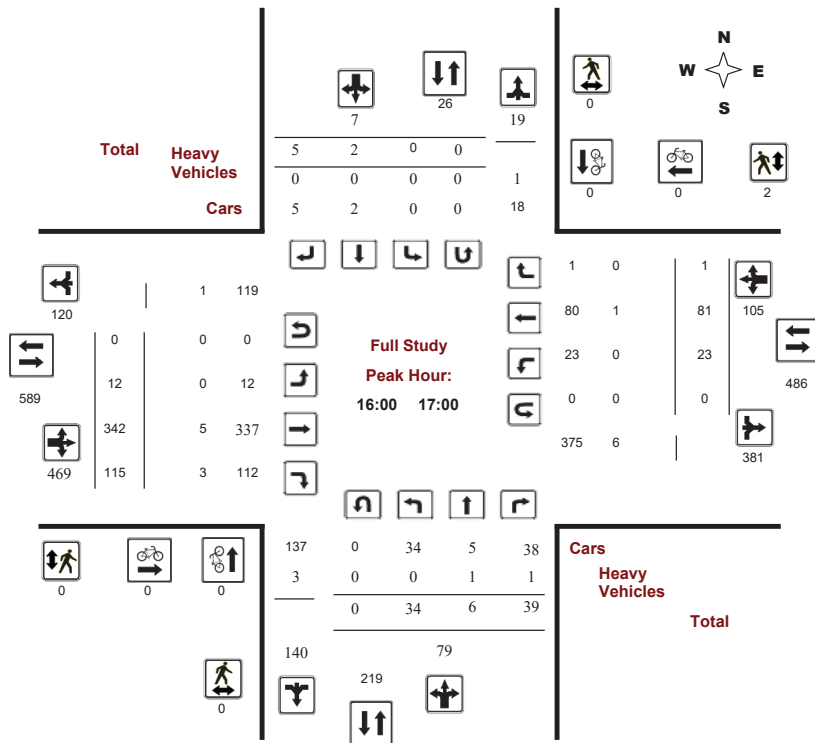 N
W E
S
26
0
7 19
Total Heavy
Vehicles
5 2 0 0
0 0 0 0 1
Cars 5 2 0 0 18
0 0 2
120 1 119
0 0 0
589
12 0 12
342 5 337
469 115 3 112
Full Study
Peak Hour:
16:00 17:00
1 0 1
105
80 1 81
23 0 23
486
0 0 0
375 6
381
0 0 0
137 0 34 5 38
3 0 0 1 1
0 34 6 39
140 79
219
0
Cars
Heavy
Vehicles
Total